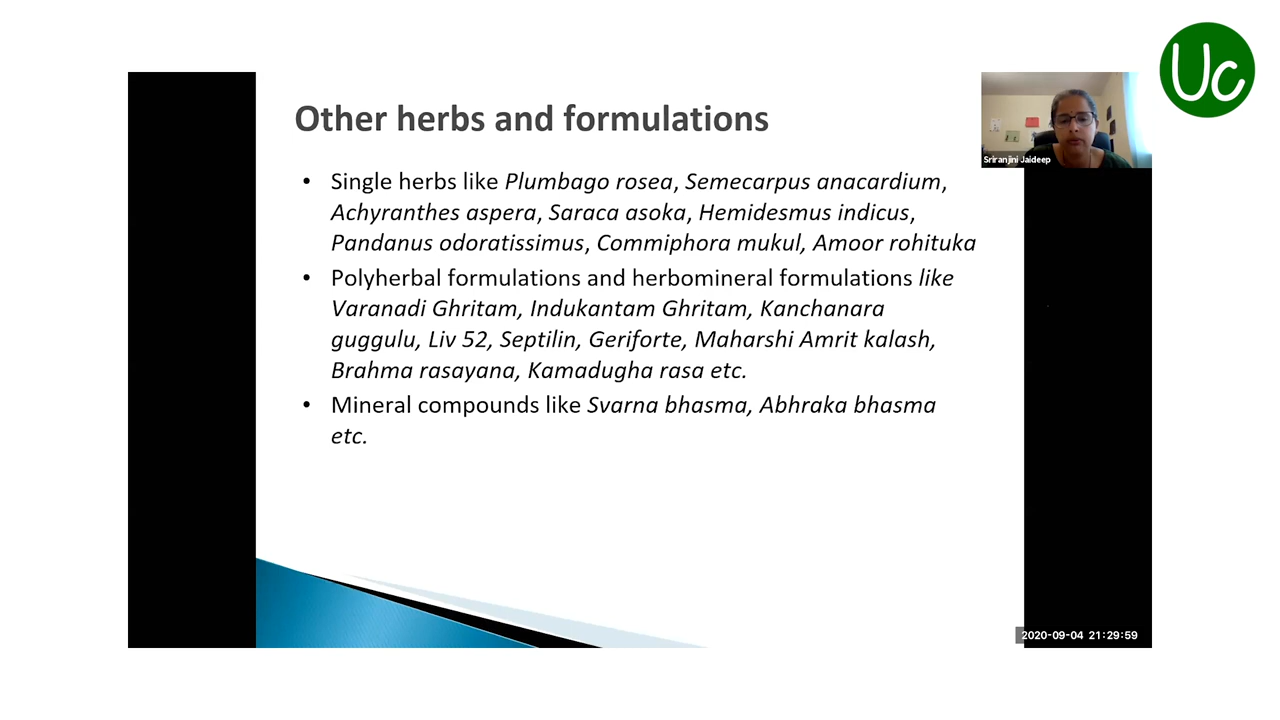 Uc
Other herbs and formulations
Sriranjini Jaideep
• Single herbs like Plumbago rosea, Semecarpus anacardium,
Achyranthes aspera, Saraca asoka, Hemidesmus indicus,
Pandanus odoratissimus, Commiphora mukul, Amoor rohituka
• Polyherbal formulations and herbomineral formulations like
Varanadi Ghritam, Indukantam Ghritam, Kanchanara
guggulu, Liv 52, Septilin, Geriforte, Maharshi Amrit kalash,
Brahma rasayana, Kamadugha rasa etc.
• Mineral compounds like Svarna bhasma, Abhraka bhasma
etc.
2020-09-04 21:29:59